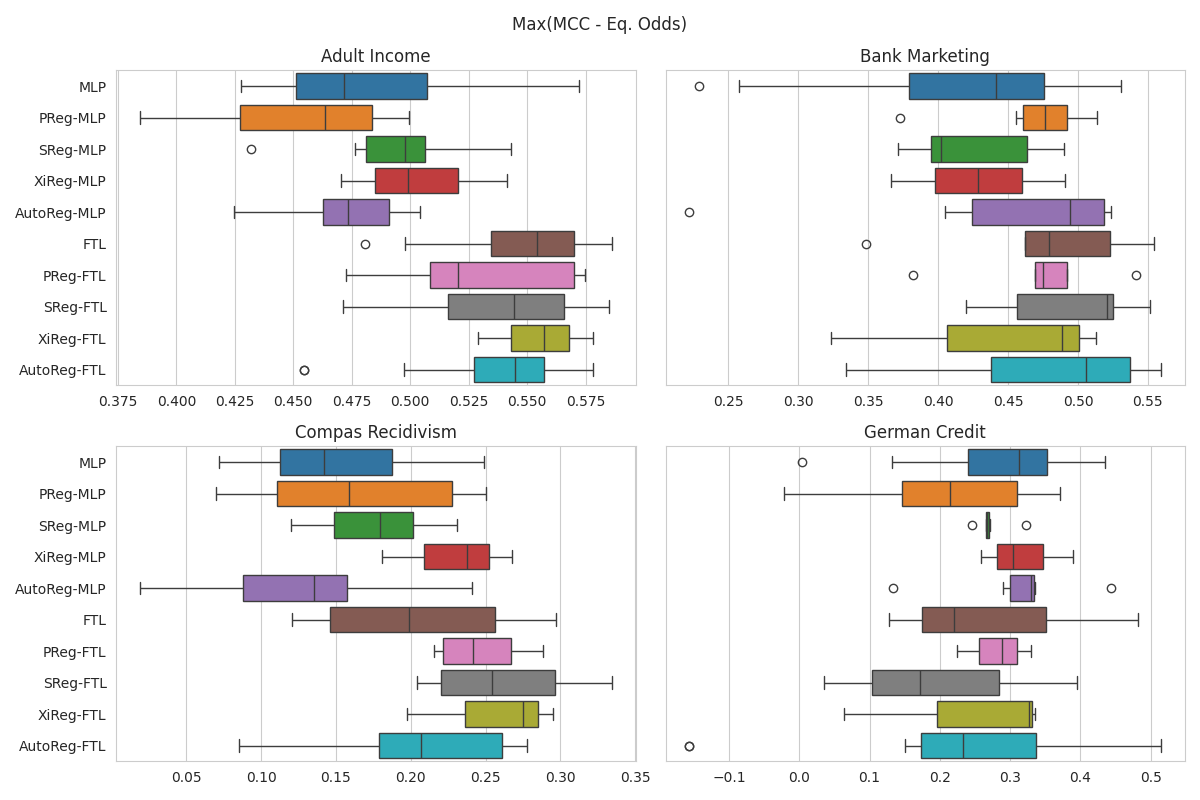 Max(MCC - Eq. Odds)
Adult Income
MLP
PReg-MLP
SReg-MLP
XiReg-MLP
AutoReg-MLP
FTL
PReg-FTL
SReg-FTL
XiReg-FTL
AutoReg-FTL
0.375 0.400 0.425 0.450 0.475 0.500 0.525 0.550 0.575
Bank Marketing
0.25 0.30 0.35 0.40 0.45 0.50 0.55
Compas Recidivism
MLP
PReg-MLP
SReg-MLP
XiReg-MLP
AutoReg-MLP
FTL
PReg-FTL
SReg-FTL
XiReg-FTL
AutoReg-FTL
0.05 0.10 0.15 0.20 0.25 0.30 0.35
German Credit
−0.1 0.0 0.1 0.2 0.3 0.4 0.5